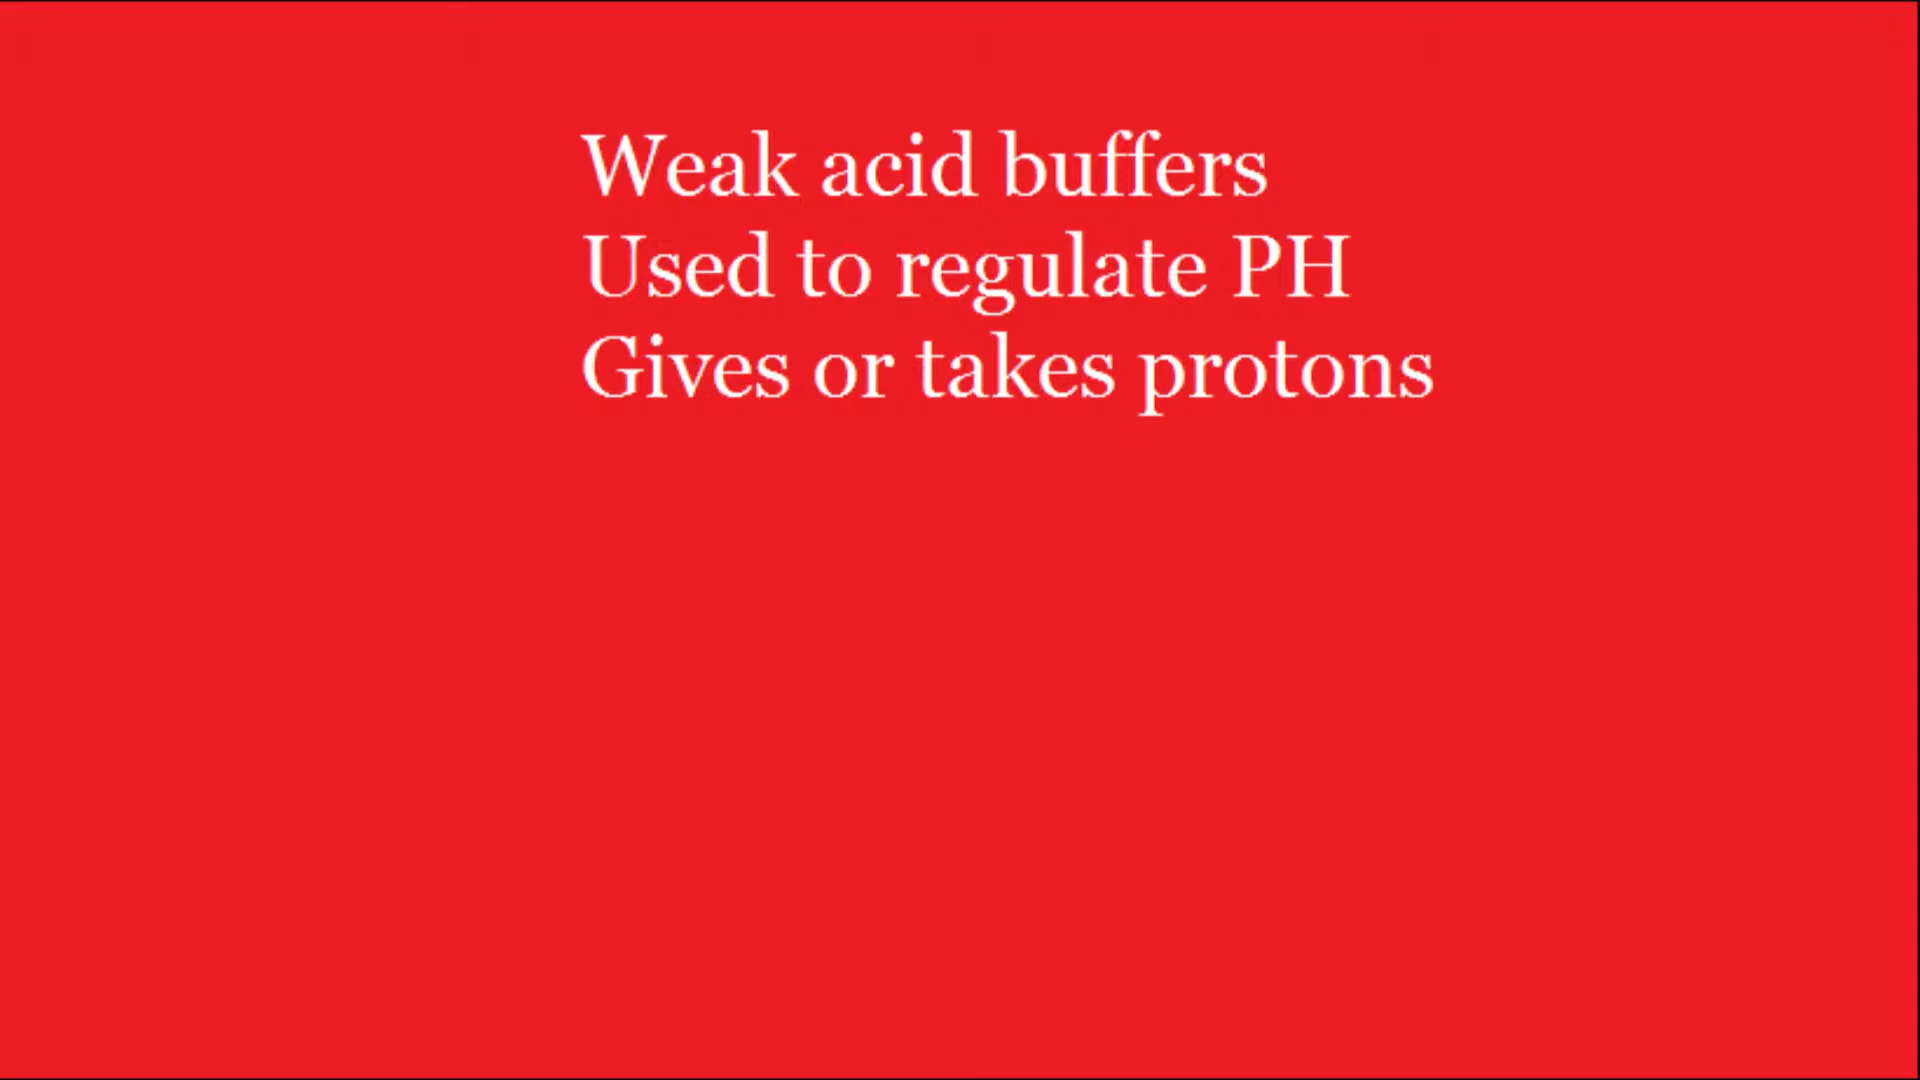 Weak acid buffers
Used to regulate PH
Gives or takes protons